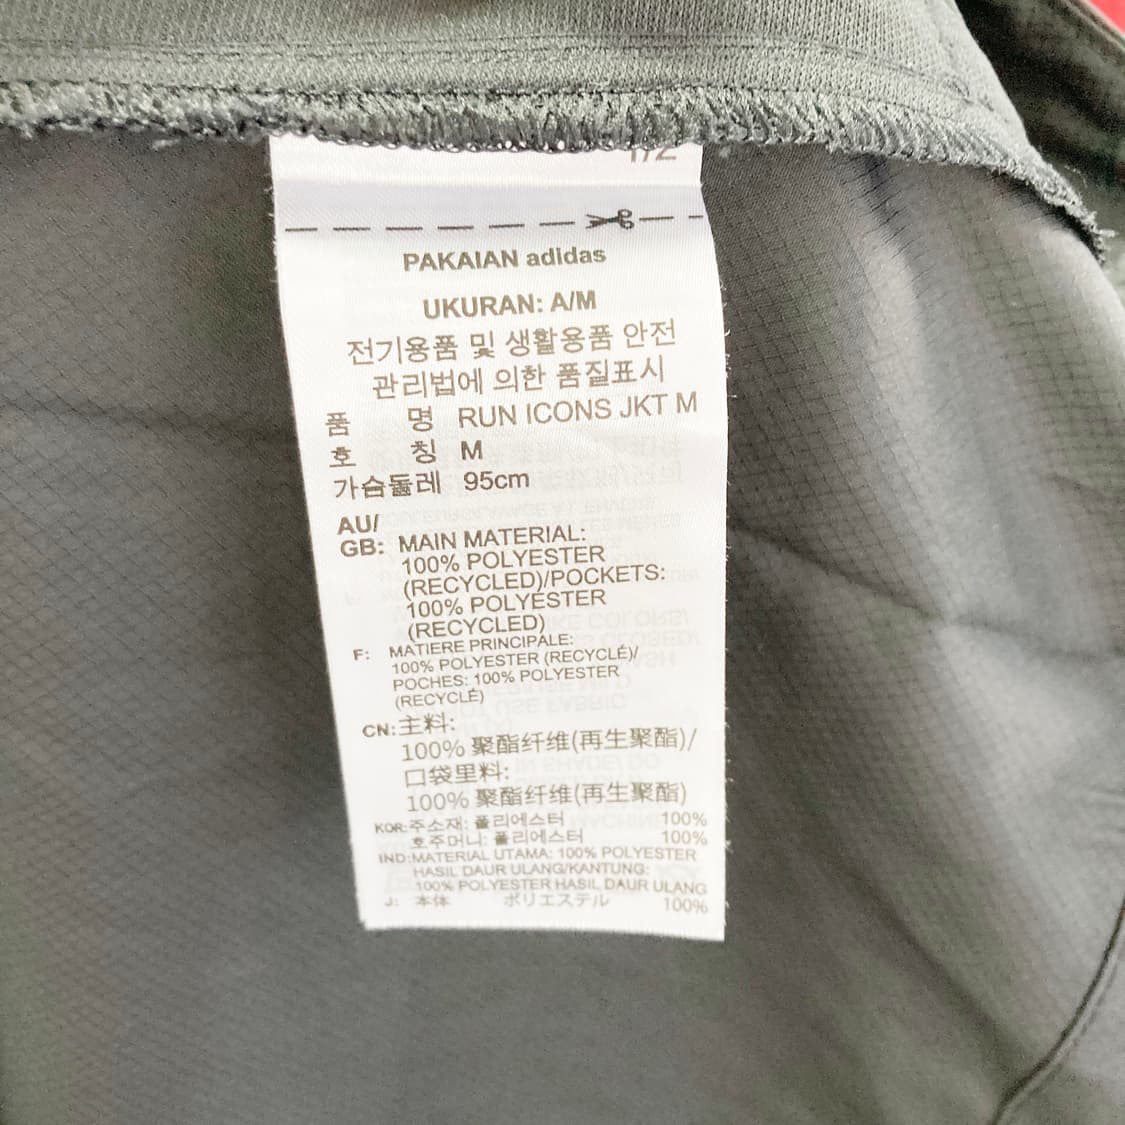 1/2
PAKAIAN adidas
UKURAN: A/M
전기용품 및 생활용품 안전
관리법에 의한 품질표시
품 명 RUN ICONS JKT M
호 칭 M
가슴둘레 95cm
AU/
GB: MAIN MATERIAL:
100% POLYESTER
(RECYCLED)/POCKETS:
100% POLYESTER
(RECYCLED)
F: MATIERE PRINCIPALE:
100% POLYESTER (RECYCLÉ)/
POCHES: 100% POLYESTER
(RECYCLÉ)
CN: 主料:
100% 聚酯纤维(再生聚酯)/
口袋里料:
100% 聚酯纤维(再生聚酯)
KOR: 주소재: 폴리에스터 100%
호주머니: 폴리에스터 100%
IND: MATERIAL UTAMA: 100% POLYESTER
HASIL DAUR ULANG/KANTUNG:
100% POLYESTER HASIL DAUR ULANG
J: 本体 ポリエステル 100%